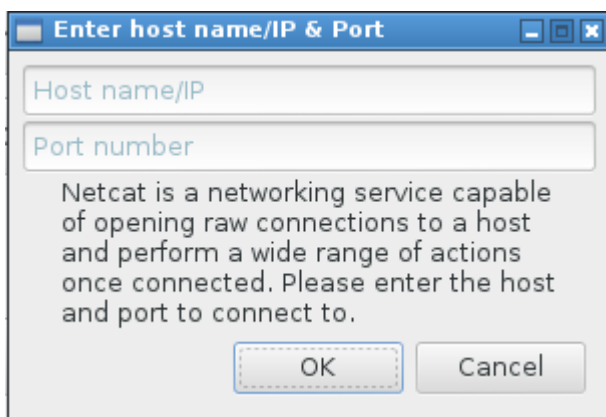 Enter host name/IP & Port
Host name/IP
Port number
Netcat is a networking service capable
of opening raw connections to a host
and perform a wide range of actions
once connected. Please enter the host
and port to connect to.
OK Cancel